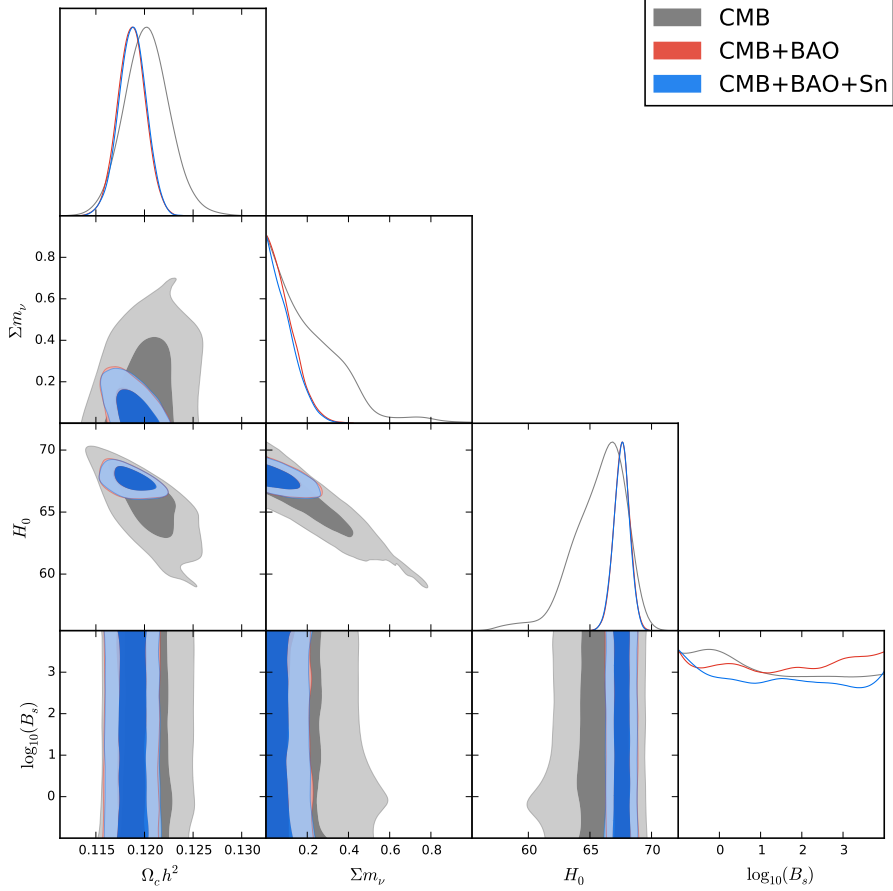 CMB
CMB+BAO
CMB+BAO+Sn
Σm_ν
0.8
0.6
0.4
0.2
H_0
70
65
60
log_10(B_s)
3
2
1
0
0.115 0.120 0.125 0.130
0.2 0.4 0.6 0.8
60 65 70
0 1 2 3
Ω_c h^2
Σm_ν
H_0
log_10(B_s)